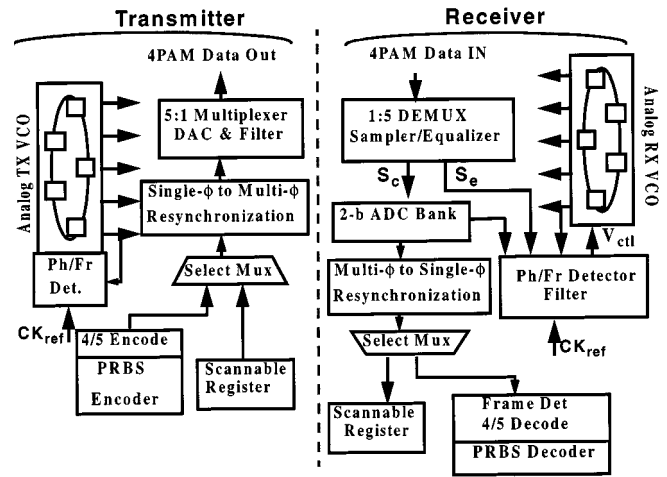 Transmitter
4PAM Data Out
Analog TX VCO
5:1 Multiplexer
DAC & Filter
Single-ϕ to Multi-ϕ
Resynchronization
Ph/Fr
Det.
Select Mux
CKref
4/5 Encode
PRBS
Encoder
Scannable
Register
Receiver
4PAM Data IN
1:5 DEMUX
Sampler/Equalizer
Analog RX VCO
Sc
Se
2-b ADC Bank
Vctl
Multi-ϕ to Single-ϕ
Resynchronization
Ph/Fr Detector
Filter
Select Mux
CKref
Scannable
Register
Frame Det
4/5 Decode
PRBS Decoder